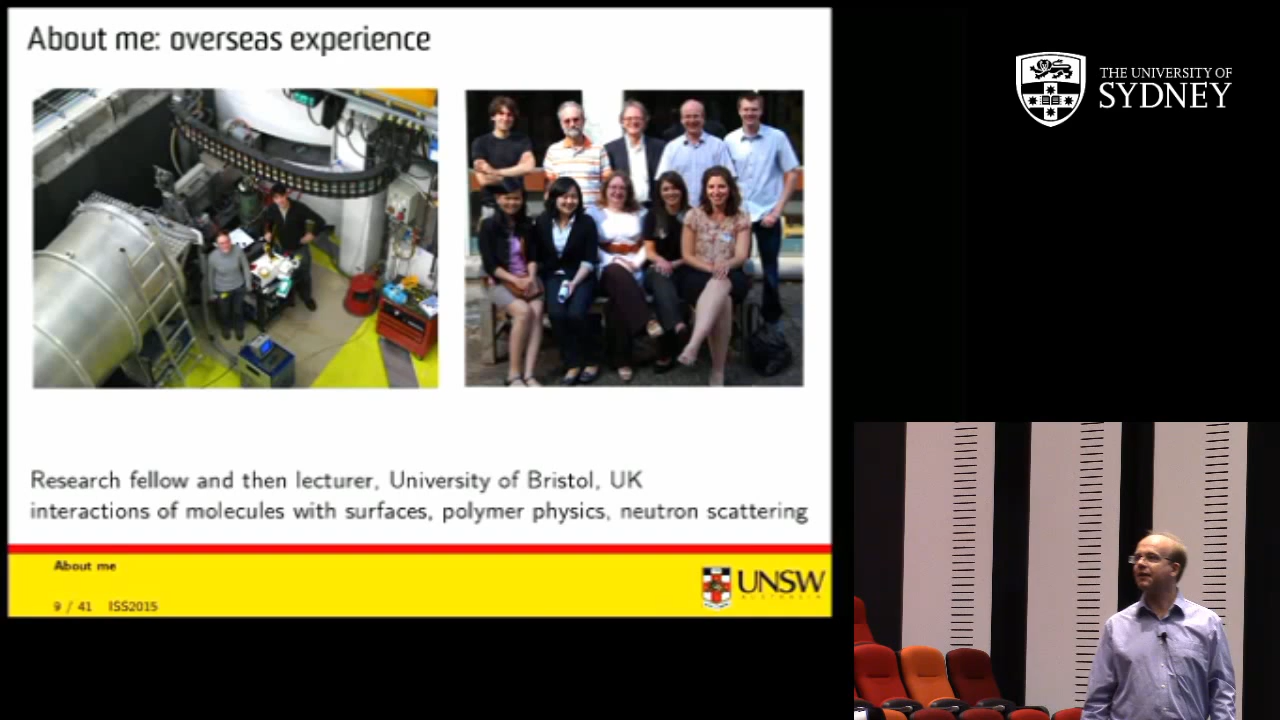 About me: overseas experience
THE UNIVERSITY OF
SYDNEY
Research fellow and then lecturer, University of Bristol, UK
interactions of molecules with surfaces, polymer physics, neutron scattering
About me
9 / 41 ISS2015
UNSW
AUSTRALIA